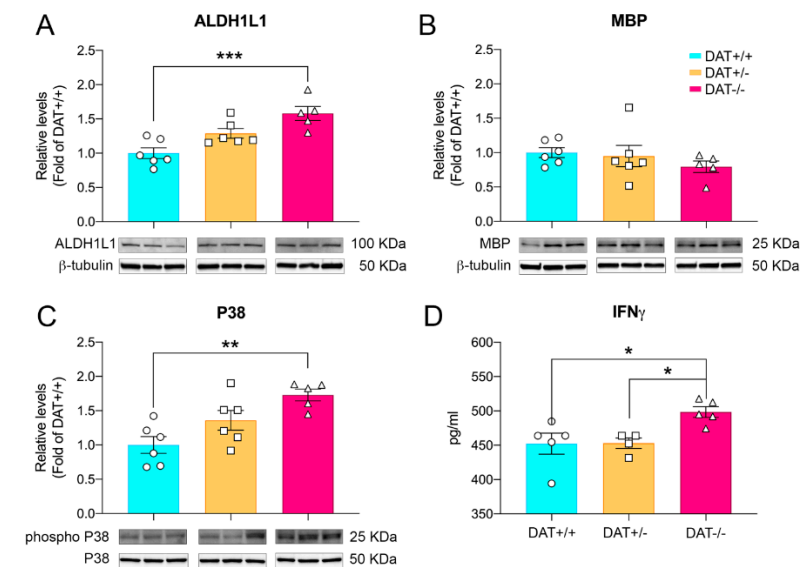 A
ALDH1L1
***
Relative levels
(Fold of DAT+/+)
2.5
2.0
1.5
1.0
0.5
0.0
ALDH1L1
100 KDa
β-tubulin
50 KDa
B
MBP
DAT+/+
DAT+/-
DAT-/-
Relative levels
(Fold of DAT+/+)
2.5
2.0
1.5
1.0
0.5
0.0
MBP
25 KDa
β-tubulin
50 KDa
C
P38
**
Relative levels
(Fold of DAT+/+)
2.5
2.0
1.5
1.0
0.5
0.0
phospho P38
25 KDa
P38
50 KDa
D
IFNγ
*
*
pg/ml
600
550
500
450
400
350
DAT+/+
DAT+/-
DAT-/-